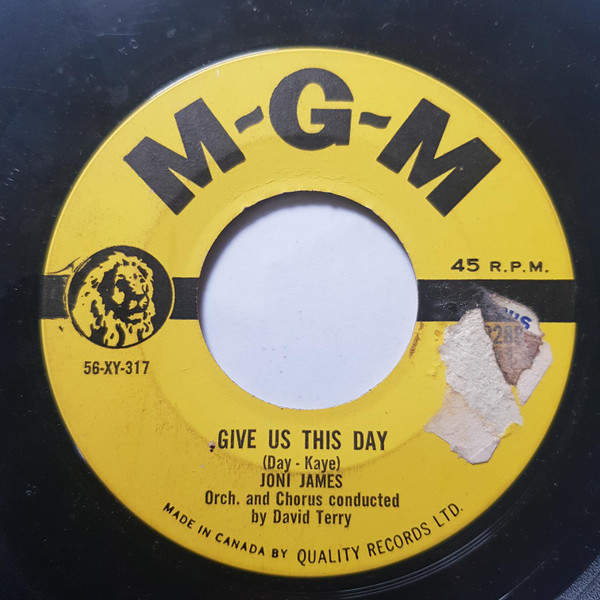 M-G-M
45 R.P.M.
56-XY-317
GIVE US THIS DAY
(Day - Kaye)
JONI JAMES
Orch. and Chorus conducted
by David Terry
MADE IN CANADA BY QUALITY RECORDS LTD.